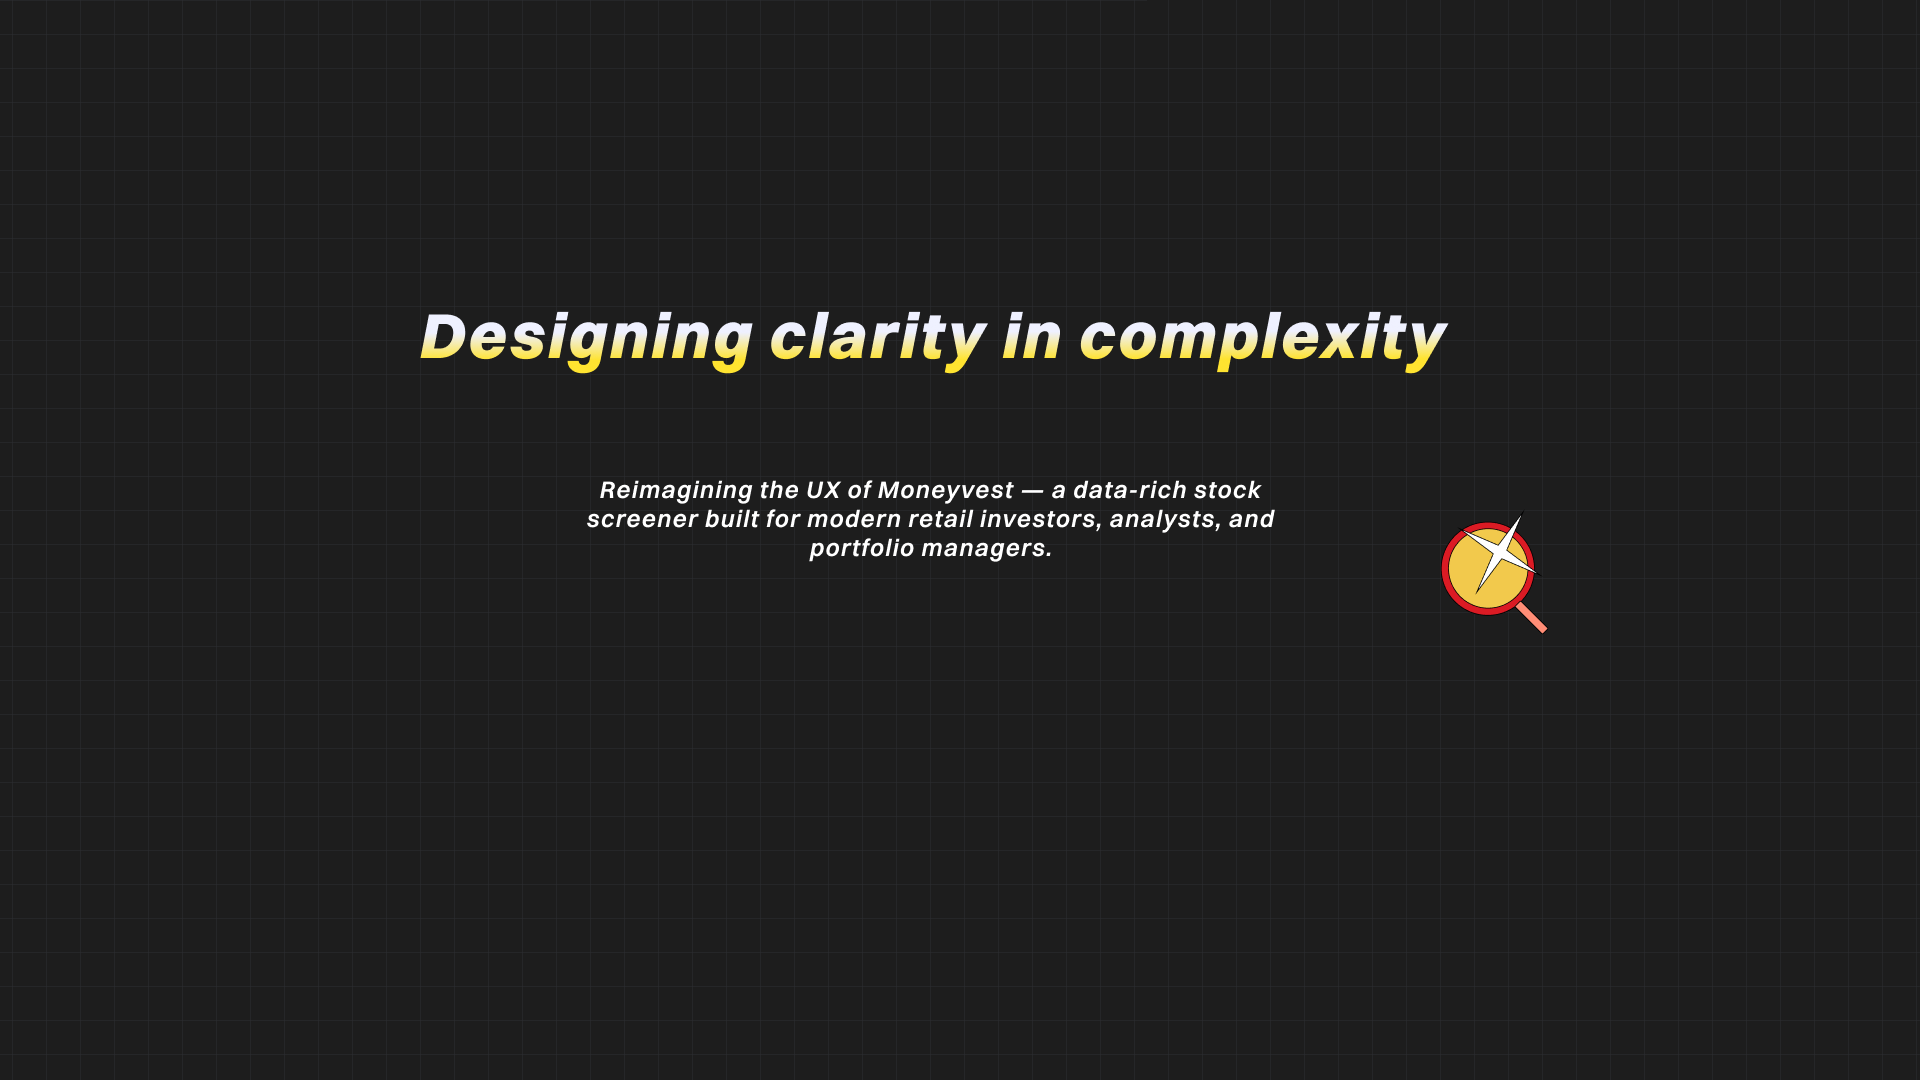 Designing clarity in complexity
Reimagining the UX of Moneyvest — a data-rich stock
screener built for modern retail investors, analysts, and
portfolio managers.